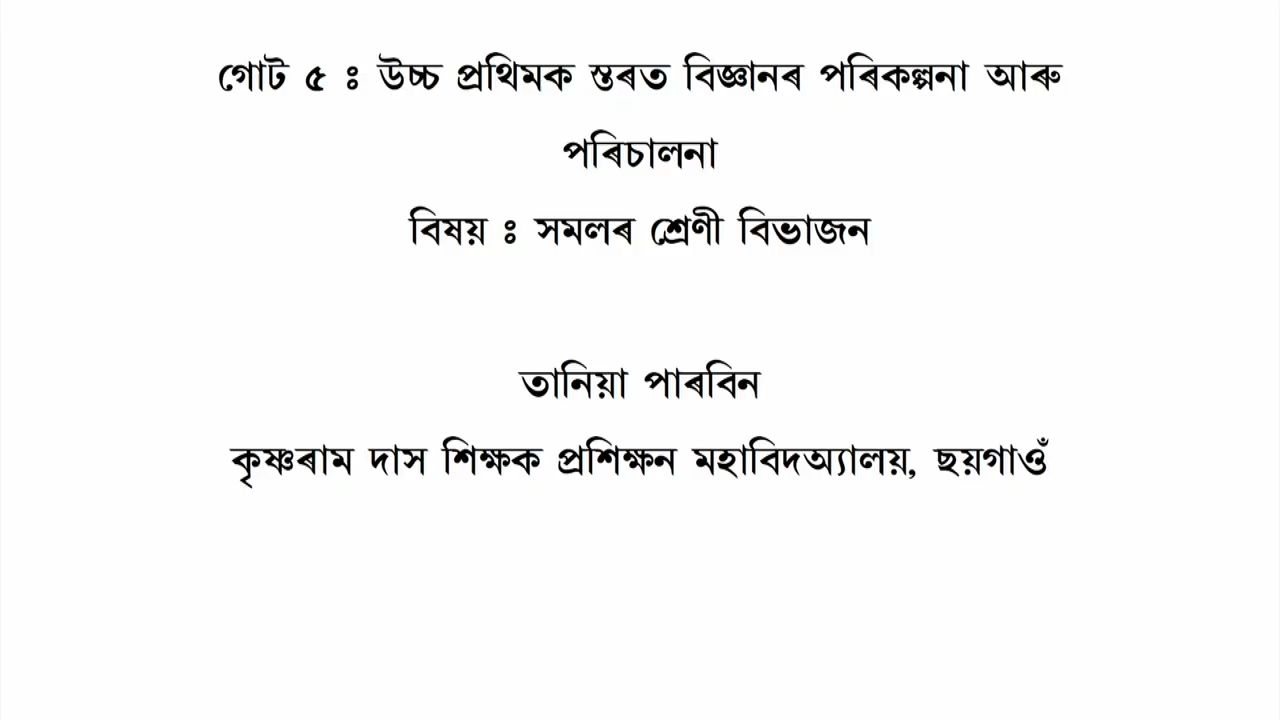 গোট ৫ ঃ উচ্চ প্ৰথিমক স্তৰত বিজ্ঞানৰ পৰিকল্পনা আৰু
পৰিচালনা
বিষয় ঃ সমলৰ শ্ৰেণী বিভাজন
তানিয়া পাৰবিন
কৃষ্ণৰাম দাস শিক্ষক প্ৰশিক্ষন মহাবিদঅ্যালয়, ছয়গাওঁ